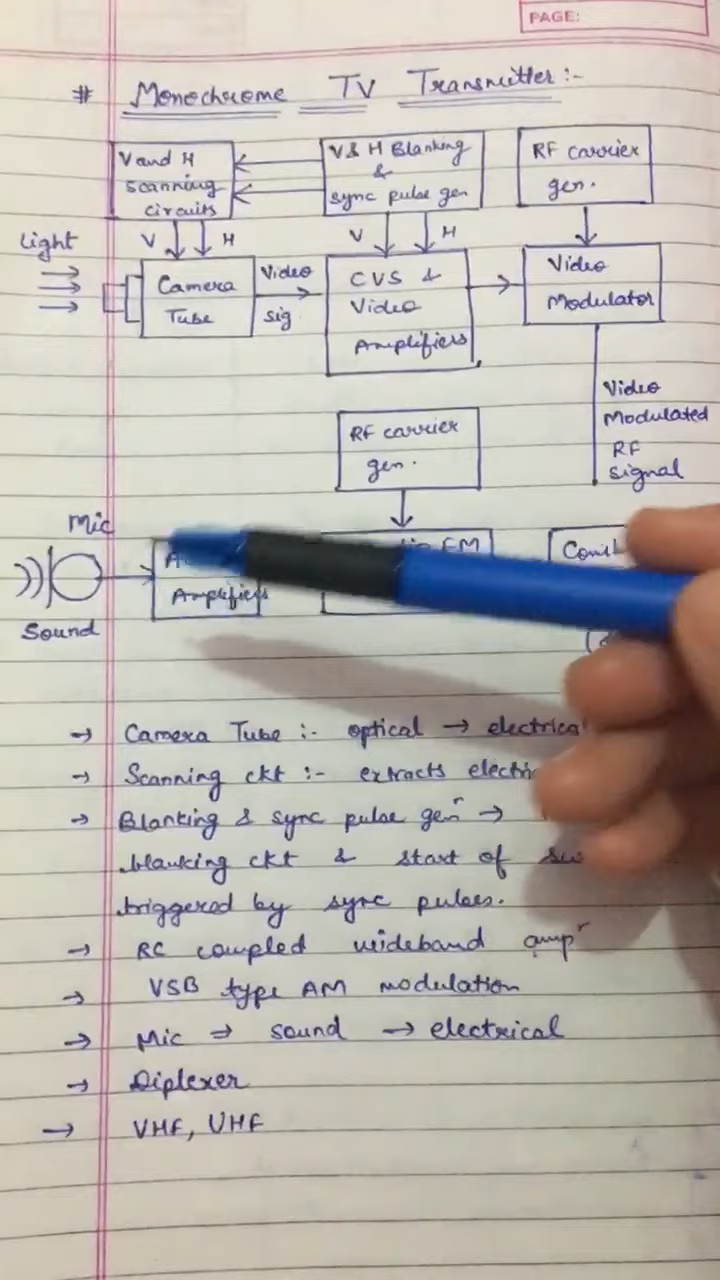 PAGE:
# Monochrome TV Transmitter :-
V and H
scanning
circuits
V & H Blanking
&
sync pulse gen
RF carrier
gen.
V H
V H
Light
Camera
Tube
Video
sig
CVS &
Video
Amplifiers
Video
Modulator
Video
Modulated
RF
signal
RF carrier
gen.
Mic
Amplifiers
FM
Sound
→ Camera Tube :- optical → electrical
→ Scanning ckt :- extracts
→ Blanking & sync pulse genⁿ →
blanking ckt & start of
triggered by sync pulses.
→ RC coupled wideband ampʳ
→ VSB type AM modulation
→ Mic ⇒ sound → electrical
→ Diplexer
→ VHF, UHF